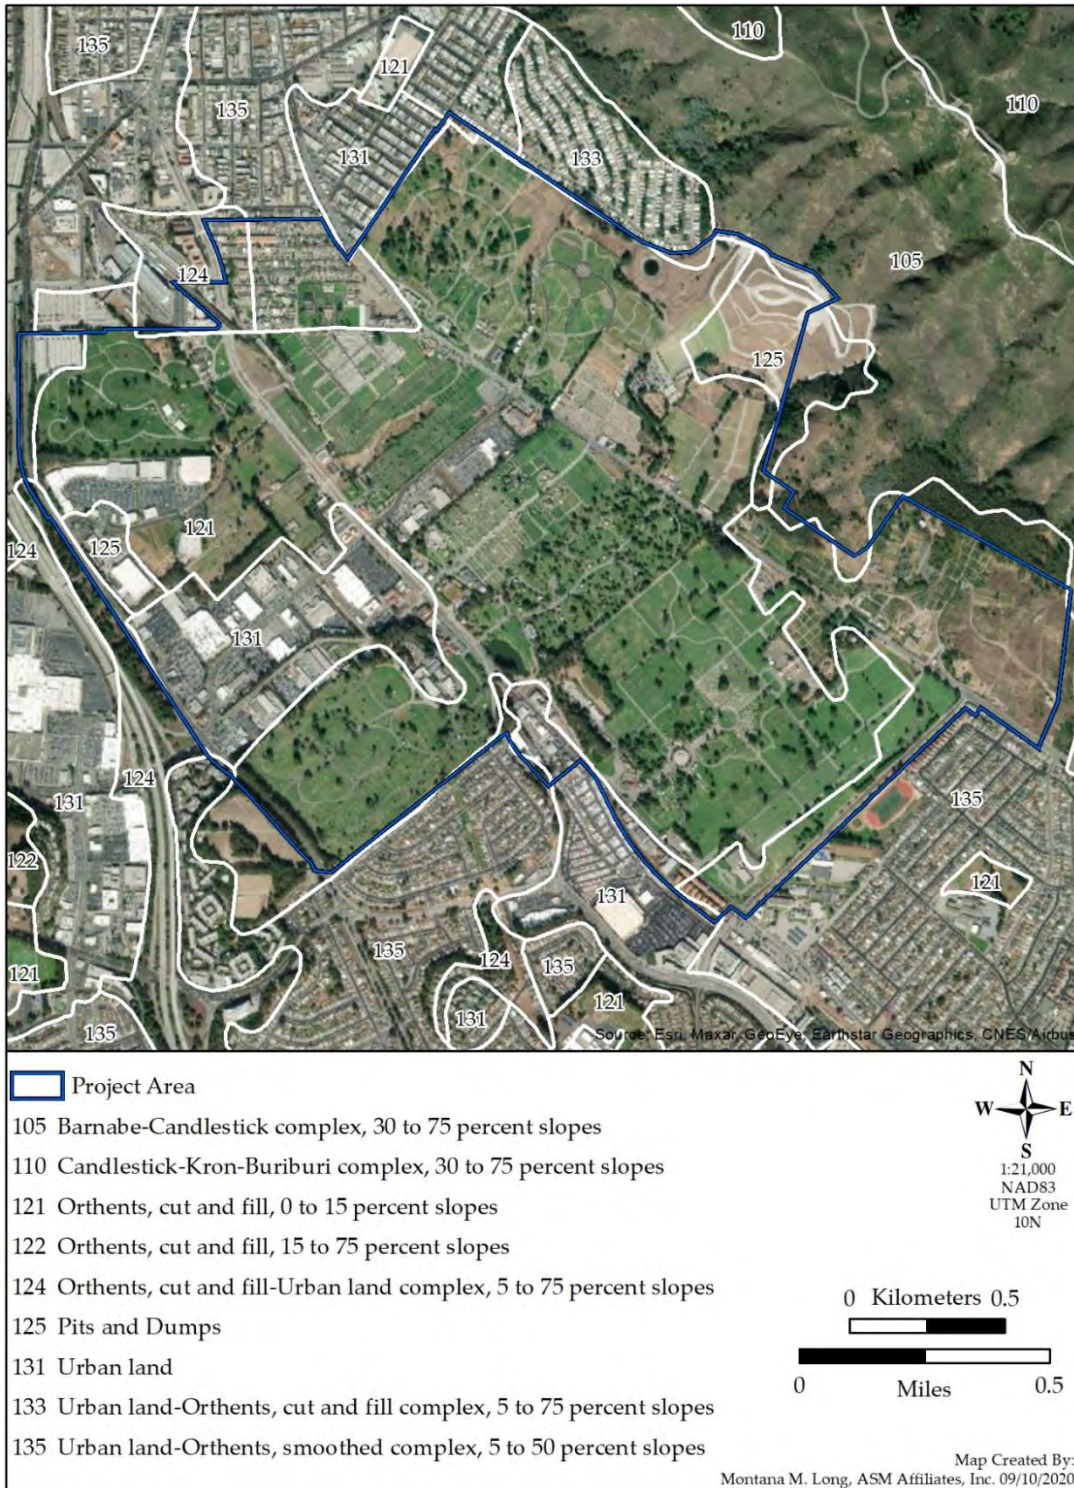 135
110
121
135
110
131
133
105
124
125
121
125
124
131
124
131
135
122
121
131
135
124
135
121
121
131
135
Source: Esri, Maxar, GeoEye, Earthstar Geographics, CNES/Airbus
Project Area
105 Barnabe-Candlestick complex, 30 to 75 percent slopes
110 Candlestick-Kron-Buriburi complex, 30 to 75 percent slopes
121 Orthents, cut and fill, 0 to 15 percent slopes
122 Orthents, cut and fill, 15 to 75 percent slopes
124 Orthents, cut and fill-Urban land complex, 5 to 75 percent slopes
125 Pits and Dumps
131 Urban land
133 Urban land-Orthents, cut and fill complex, 5 to 75 percent slopes
135 Urban land-Orthents, smoothed complex, 5 to 50 percent slopes
N
W E
S
1:21,000
NAD83
UTM Zone
10N
0 Kilometers 0.5
0 Miles 0.5
Map Created By:
Montana M. Long, ASM Affiliates, Inc. 09/10/2020